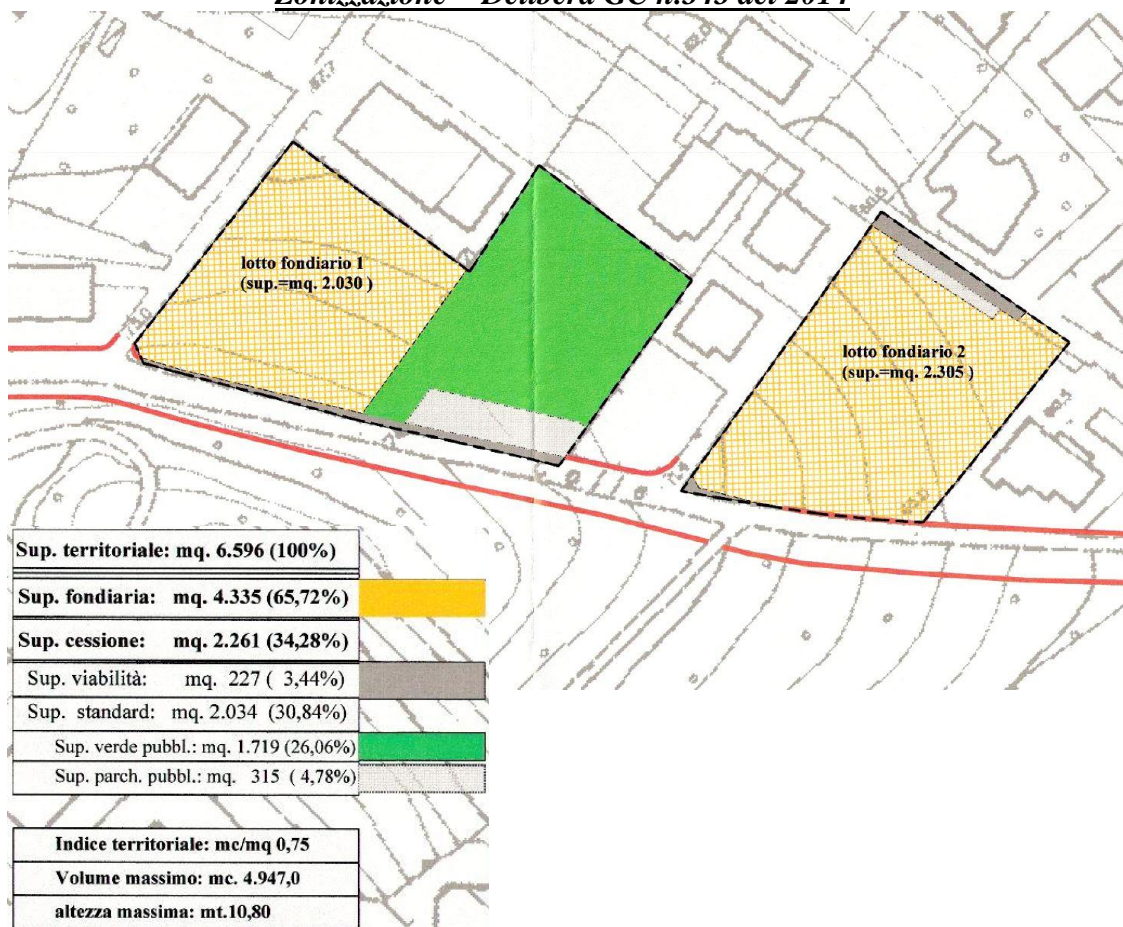 Zonizzazione – Delibera GC n.343 del 2014
67.7
lotto fondiario 1
(sup.=mq. 2.030 )
lotto fondiario 2
(sup.=mq. 2.305 )
Sup. territoriale: mq. 6.596 (100%)
Sup. fondiaria: mq. 4.335 (65,72%)
Sup. cessione: mq. 2.261 (34,28%)
Sup. viabilità: mq. 227 ( 3,44%)
Sup. standard: mq. 2.034 (30,84%)
Sup. verde pubbl.: mq. 1.719 (26,06%)
Sup. parch. pubbl.: mq. 315 ( 4,78%)
Indice territoriale: mc/mq 0,75
Volume massimo: mc. 4.947,0
altezza massima: mt.10,80